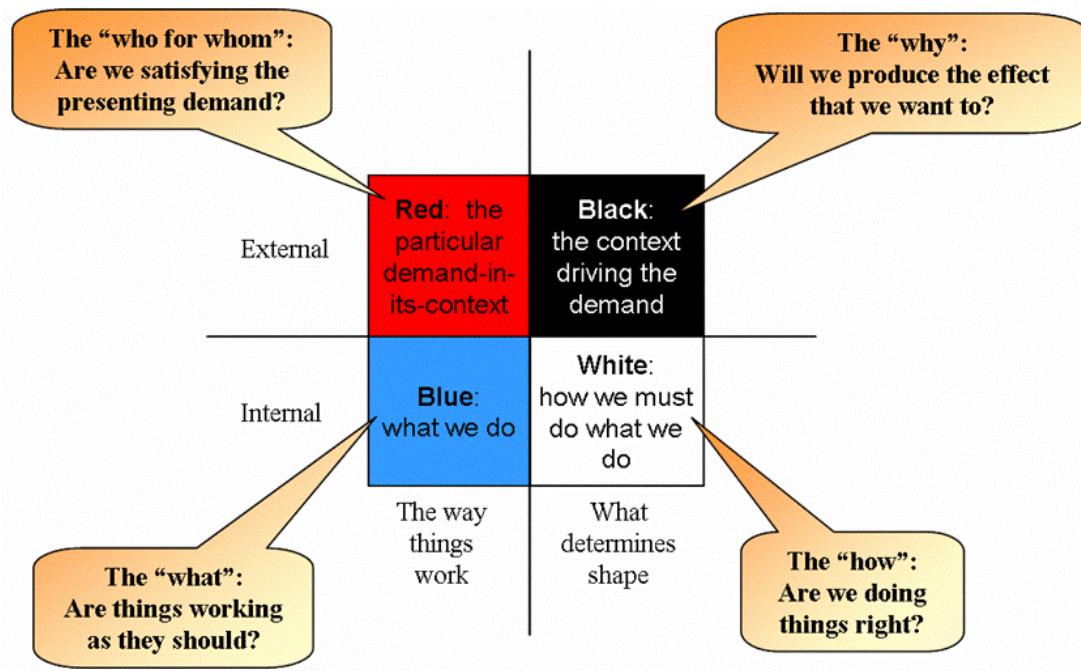 The “who for whom”:
Are we satisfying the
presenting demand?
The “why”:
Will we produce the effect
that we want to?
External
Red: the
particular
demand-in-
its-context
Black:
the context
driving the
demand
Internal
Blue:
what we do
White:
how we must
do what we
do
The way
things
work
What
determines
shape
The “what”:
Are things working
as they should?
The “how”:
Are we doing
things right?